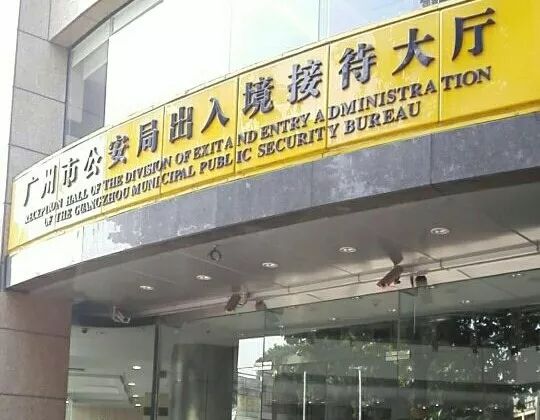 广州市公安局出入境接待大厅
RECEPTION HALL OF THE DIVISION OF EXIT AND ENTRY ADMINISTRATION
OF THE GUANGZHOU MUNICIPAL PUBLIC SECURITY BUREAU